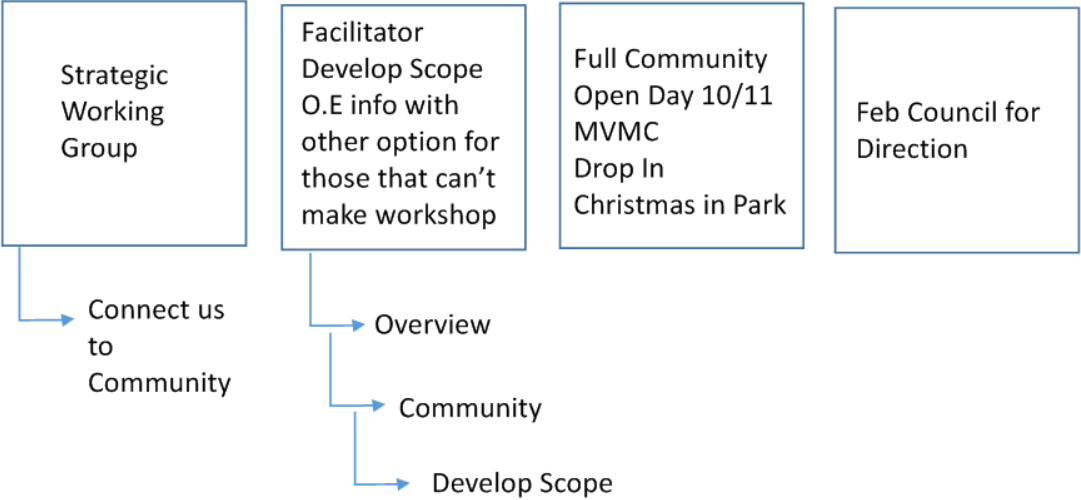 Strategic
Working
Group
Facilitator
Develop Scope
O.E info with
other option for
those that can't
make workshop
Full Community
Open Day 10/11
MVMC
Drop In
Christmas in Park
Feb Council for
Direction
Connect us
to
Community
Overview
Community
Develop Scope